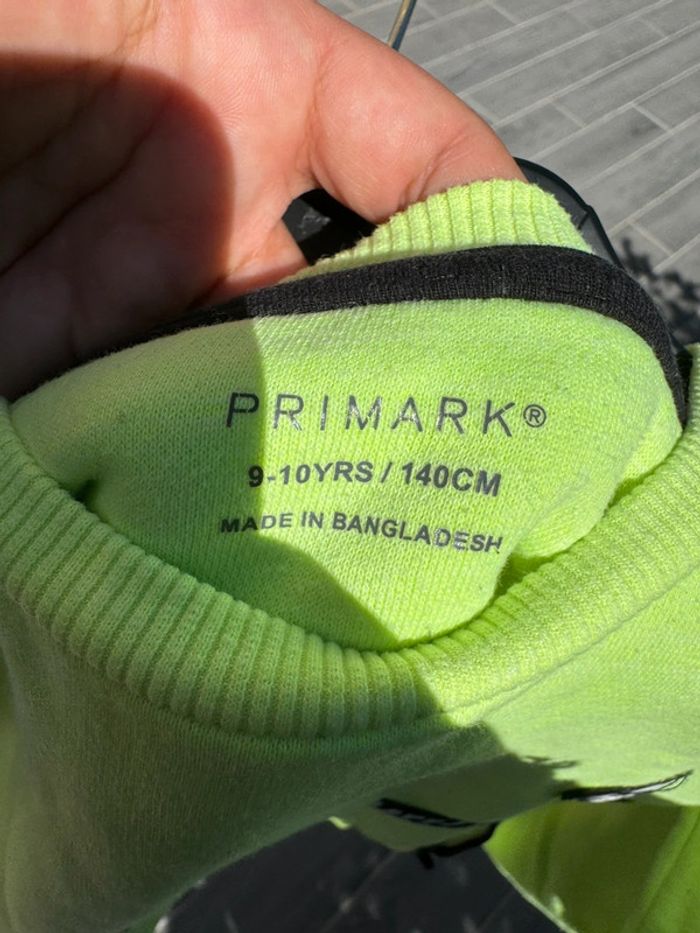 PRIMARK®
9-10YRS / 140CM
MADE IN BANGLADESH